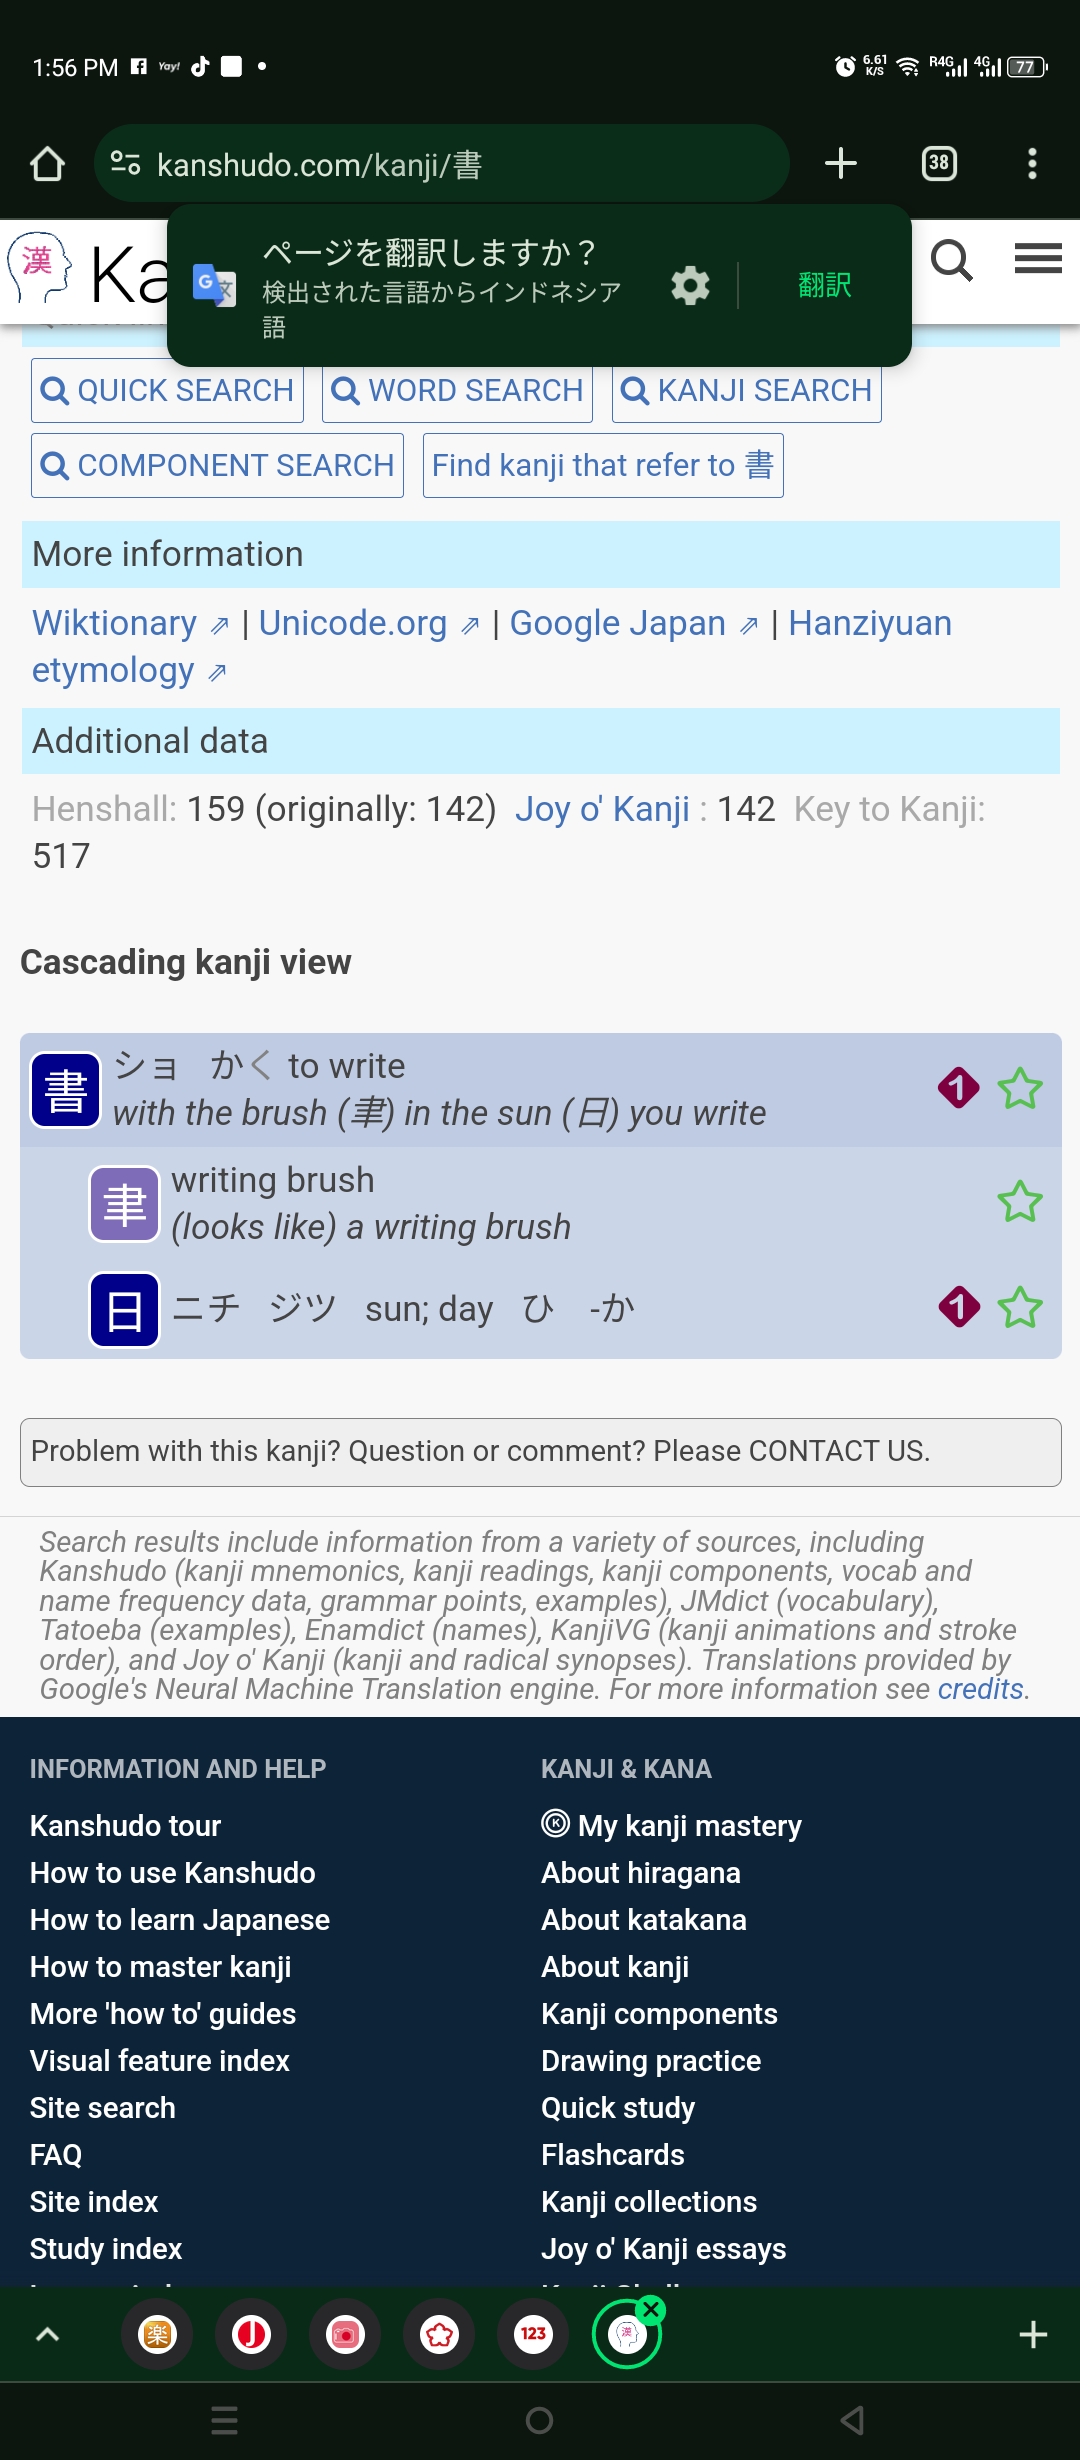 1:56 PM Yay! 6.61 K/S R4G 4G 77
kanshudo.com/kanji/書 38
漢 Ka
ページを翻訳しますか？
検出された言語からインドネシア
語
翻訳
QUICK SEARCH WORD SEARCH KANJI SEARCH
COMPONENT SEARCH Find kanji that refer to 書
More information
Wiktionary ⇗ | Unicode.org ⇗ | Google Japan ⇗ | Hanziyuan
etymology ⇗
Additional data
Henshall: 159 (originally: 142) Joy o' Kanji : 142 Key to Kanji:
517
Cascading kanji view
書 ショ かく to write 1
with the brush (聿) in the sun (日) you write
聿 writing brush
(looks like) a writing brush
日 ニチ ジツ sun; day ひ -か 1
Problem with this kanji? Question or comment? Please CONTACT US.
Search results include information from a variety of sources, including
Kanshudo (kanji mnemonics, kanji readings, kanji components, vocab and
name frequency data, grammar points, examples), JMdict (vocabulary),
Tatoeba (examples), Enamdict (names), KanjiVG (kanji animations and stroke
order), and Joy o' Kanji (kanji and radical synopses). Translations provided by
Google's Neural Machine Translation engine. For more information see credits.
INFORMATION AND HELP
Kanshudo tour
How to use Kanshudo
How to learn Japanese
How to master kanji
More 'how to' guides
Visual feature index
Site search
FAQ
Site index
Study index
KANJI & KANA
My kanji mastery
About hiragana
About katakana
About kanji
Kanji components
Drawing practice
Quick study
Flashcards
Kanji collections
Joy o' Kanji essays
楽 J 123 漢